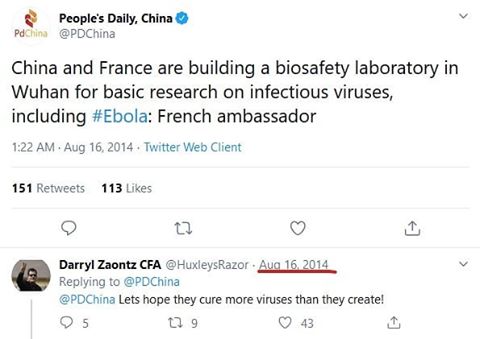 People's Daily, China
@PDChina
PdChina
China and France are building a biosafety laboratory in
Wuhan for basic research on infectious viruses,
including #Ebola: French ambassador
1:22 AM · Aug 16, 2014 · Twitter Web Client
151 Retweets 113 Likes
Darryl Zaontz CFA @HuxleysRazor · Aug 16, 2014
Replying to @PDChina
@PDChina Lets hope they cure more viruses than they create!
5 9 43